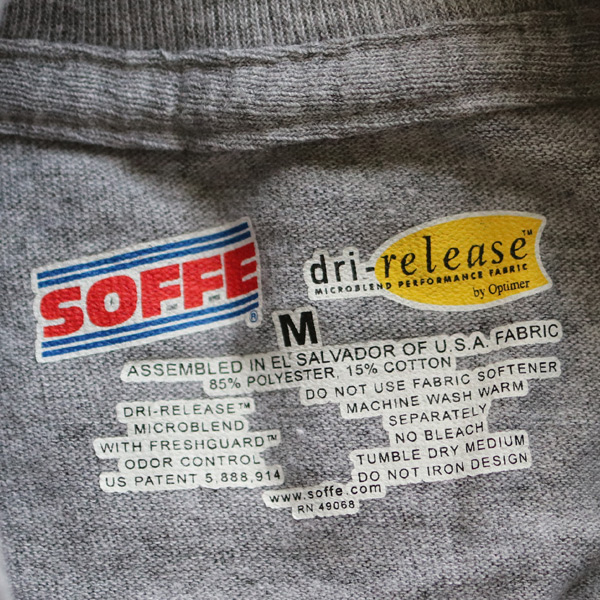 SOFFE®
dri-release™
MICROBLEND PERFORMANCE FABRIC
by Optimer
M
ASSEMBLED IN EL SALVADOR OF U.S.A. FABRIC
85% POLYESTER, 15% COTTON
DRI-RELEASE™
MICROBLEND
WITH FRESHGUARD™
ODOR CONTROL
US PATENT 5,888,914
DO NOT USE FABRIC SOFTENER
MACHINE WASH WARM
SEPARATELY
NO BLEACH
TUMBLE DRY MEDIUM
DO NOT IRON DESIGN
www.soffe.com
RN 49068